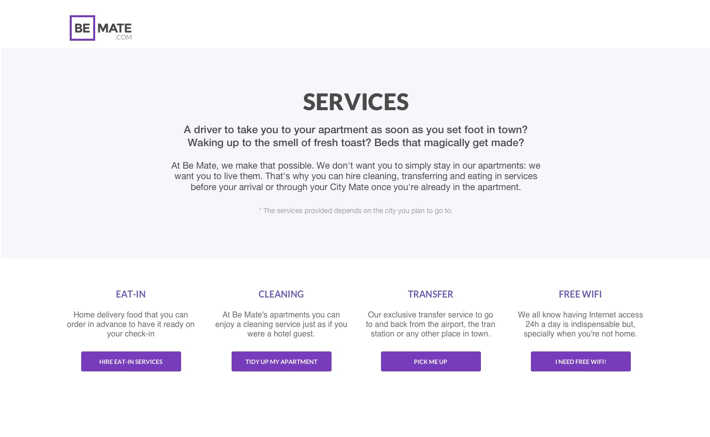 BE MATE
.COM
SERVICES
A driver to take you to your apartment as soon as you set foot in town?
Waking up to the smell of fresh toast? Beds that magically get made?
At Be Mate, we make that possible. We don't want you to simply stay in our apartments: we
want you to live them. That's why you can hire cleaning, transferring and eating in services
before your arrival or through your City Mate once you're already in the apartment.
* The services provided depends on the city you plan to go to.
EAT-IN
Home delivery food that you can
order in advance to have it ready on
your check-in
HIRE EAT-IN SERVICES
CLEANING
At Be Mate's apartments you can
enjoy a cleaning service just as if you
were a hotel guest.
TIDY UP MY APARTMENT
TRANSFER
Our exclusive transfer service to go
to and back from the airport, the tran
station or any other place in town.
PICK ME UP
FREE WIFI
We all know having Internet access
24h a day is indispensable but,
specially when you're not home.
I NEED FREE WIFI!